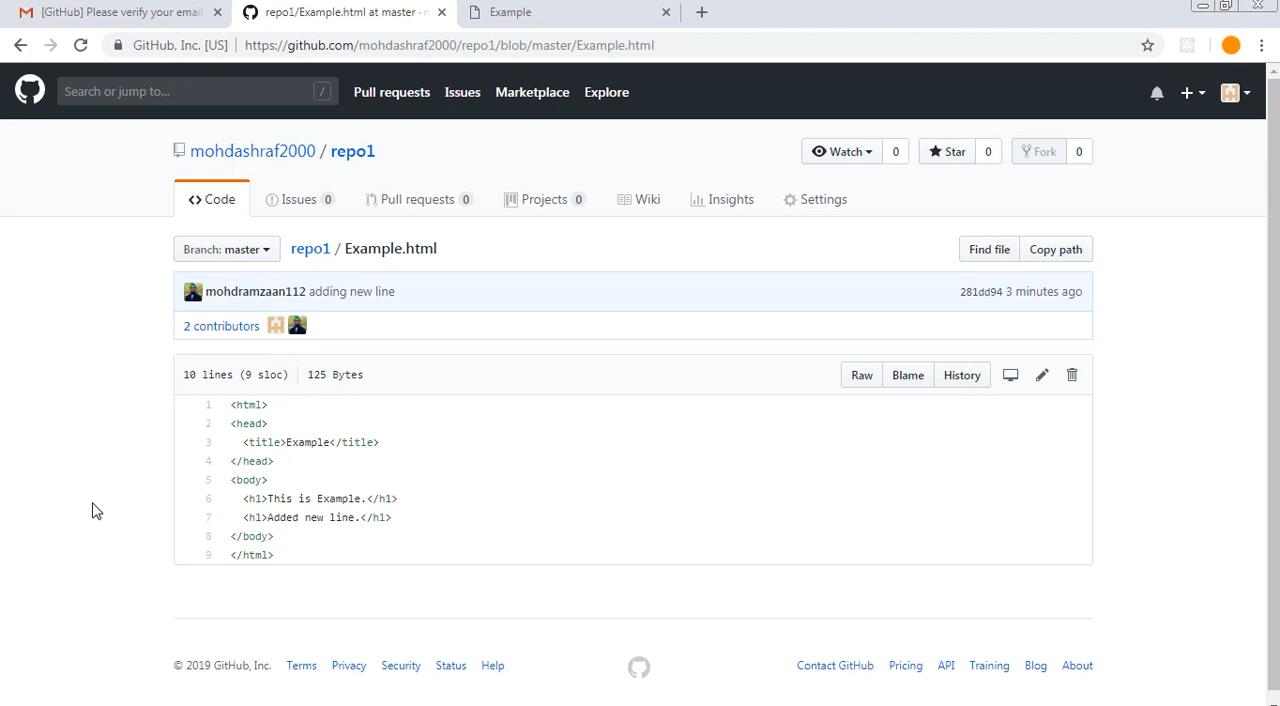 [GitHub] Please verify your email
repo1/Example.html at master -
Example
GitHub, Inc. [US] https://github.com/mohdashraf2000/repo1/blob/master/Example.html
Search or jump to... /
Pull requests Issues Marketplace Explore
mohdashraf2000 / repo1
Watch 0 Star 0 Fork 0
Code Issues 0 Pull requests 0 Projects 0 Wiki Insights Settings
Branch: master repo1 / Example.html Find file Copy path
mohdramzaan112 adding new line 281dd94 3 minutes ago
2 contributors
10 lines (9 sloc) 125 Bytes Raw Blame History
1 <html>
2 <head>
3 <title>Example</title>
4 </head>
5 <body>
6 <h1>This is Example.</h1>
7 <h1>Added new line.</h1>
8 </body>
9 </html>
© 2019 GitHub, Inc. Terms Privacy Security Status Help Contact GitHub Pricing API Training Blog About